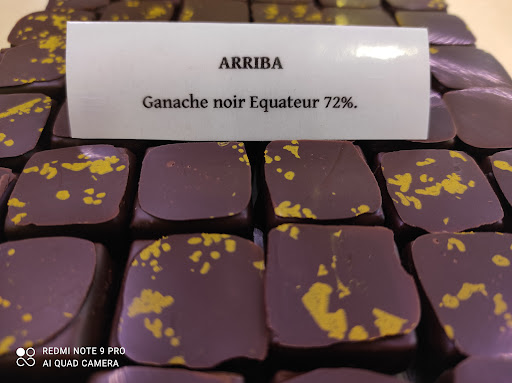 ARRIBA
Ganache noir Equateur 72%.
REDMI NOTE 9 PRO
AI QUAD CAMERA